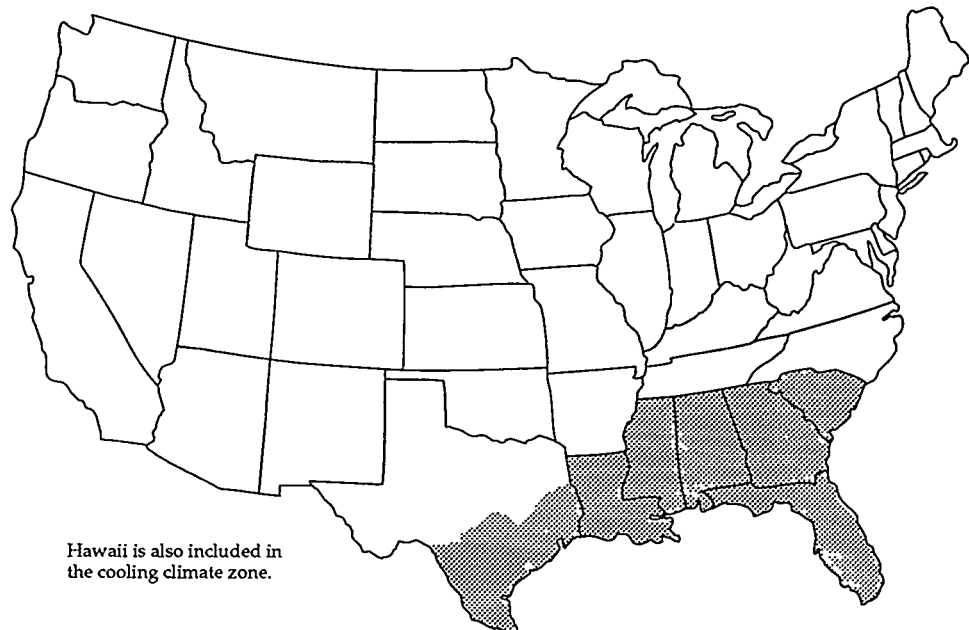 Hawaii is also included in
the cooling climate zone.